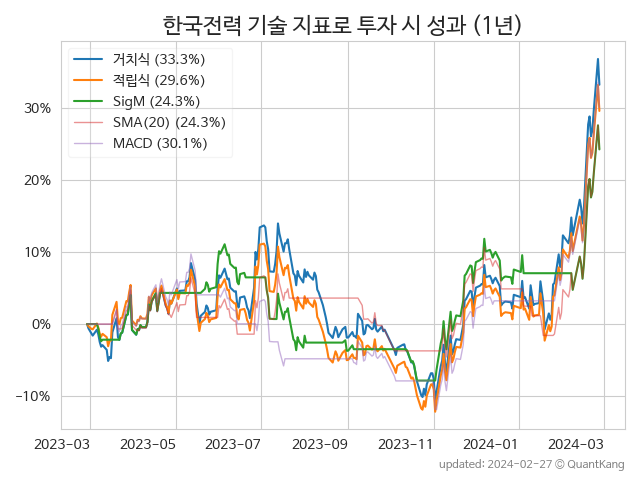 한국전력 기술 지표로 투자 시 성과 (1년)
거치식 (33.3%)
적립식 (29.6%)
SigM (24.3%)
SMA(20) (24.3%)
MACD (30.1%)
30%
20%
10%
0%
−10%
2023-03 2023-05 2023-07 2023-09 2023-11 2024-01 2024-03
updated: 2024-02-27 © QuantKang